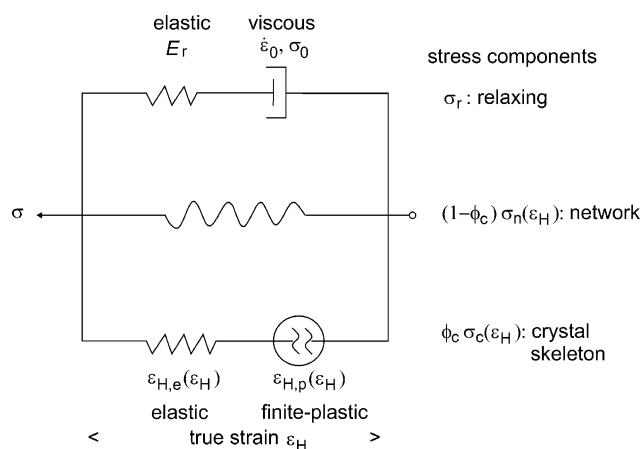 elastic viscous
E_r ε̇_0, σ_0
stress components
σ_r : relaxing
σ
(1−ϕ_c) σ_n(ε_H): network
ϕ_c σ_c(ε_H): crystal
skeleton
ε_H,e(ε_H) ε_H,p(ε_H)
elastic finite-plastic
< true strain ε_H >